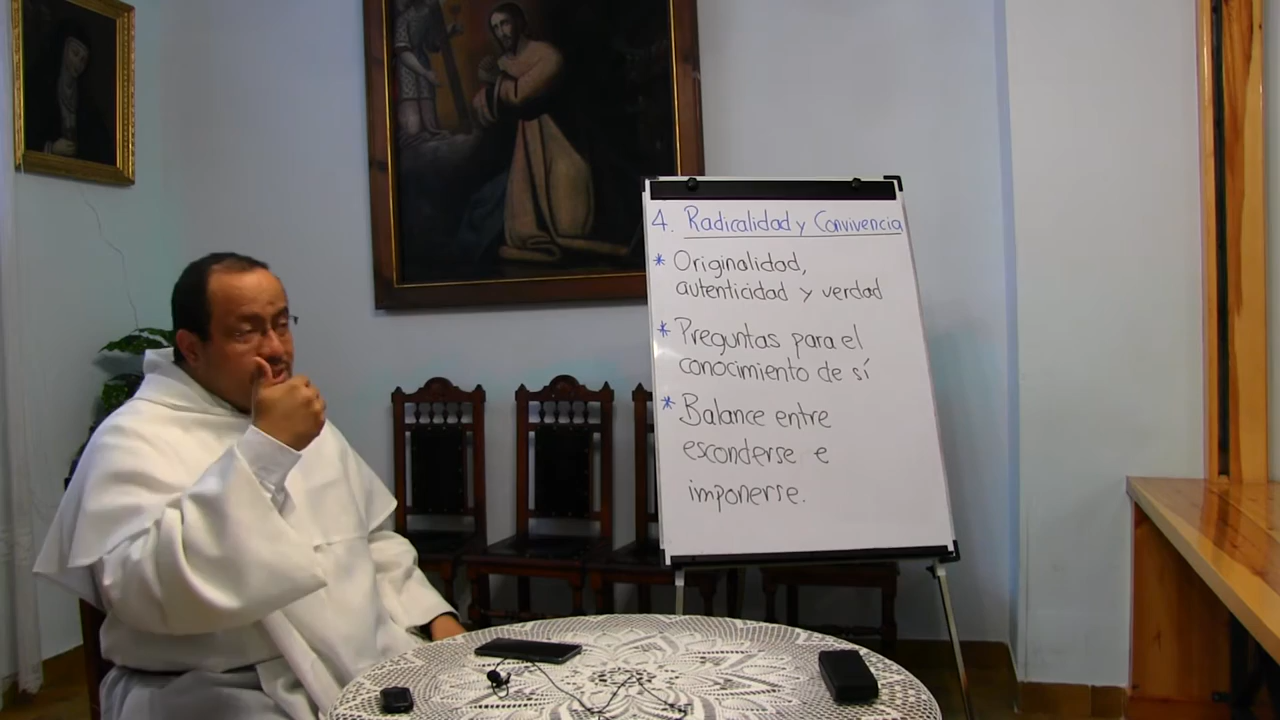 4. Radicalidad y Convivencia
* Originalidad,
autenticidad y verdad
* Preguntas para el
conocimiento de sí
* Balance entre
esconderse e
imponerse.